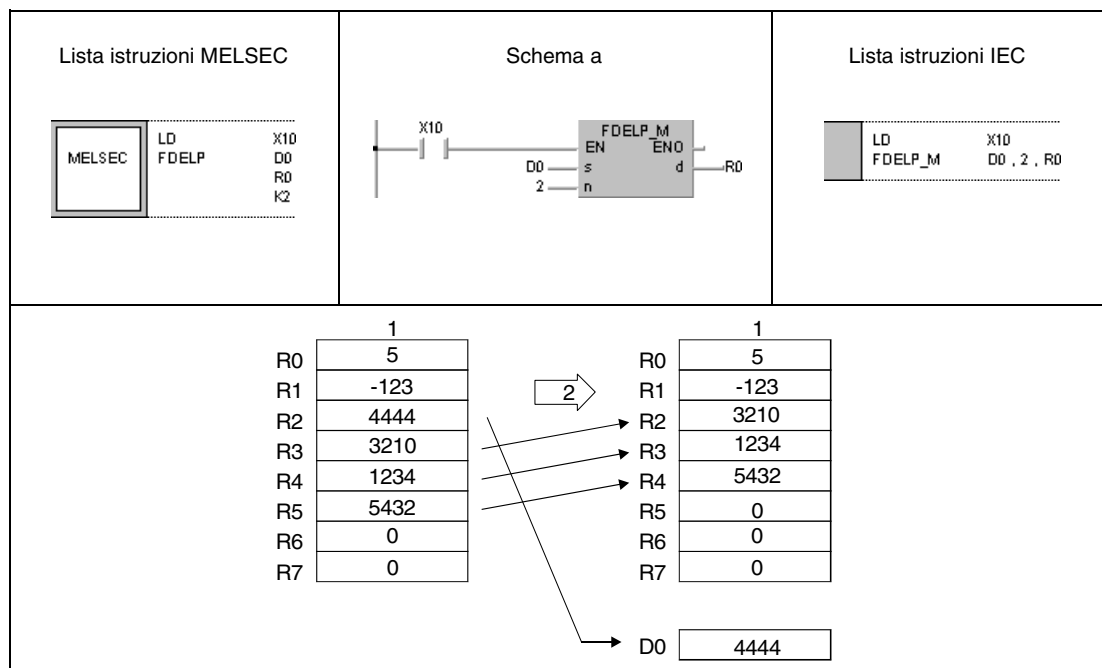 Lista istruzioni MELSEC
Schema a
Lista istruzioni IEC
MELSEC
LD X10
FDELP D0
R0
K2
X10
FDELP_M
EN ENO
D0 s d R0
2 n
LD X10
FDELP_M D0 , 2 , R0
1 1
R0 5 R0 5
R1 -123 2 R1 -123
R2 4444 R2 3210
R3 3210 R3 1234
R4 1234 R4 5432
R5 5432 R5 0
R6 0 R6 0
R7 0 R7 0
D0 4444